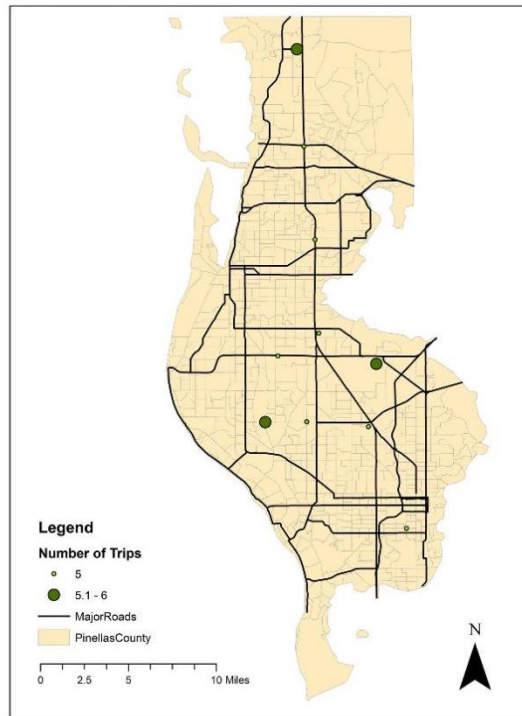 Legend
Number of Trips
5
5.1 - 6
MajorRoads
PinellasCounty
0 2.5 5 10 Miles
N